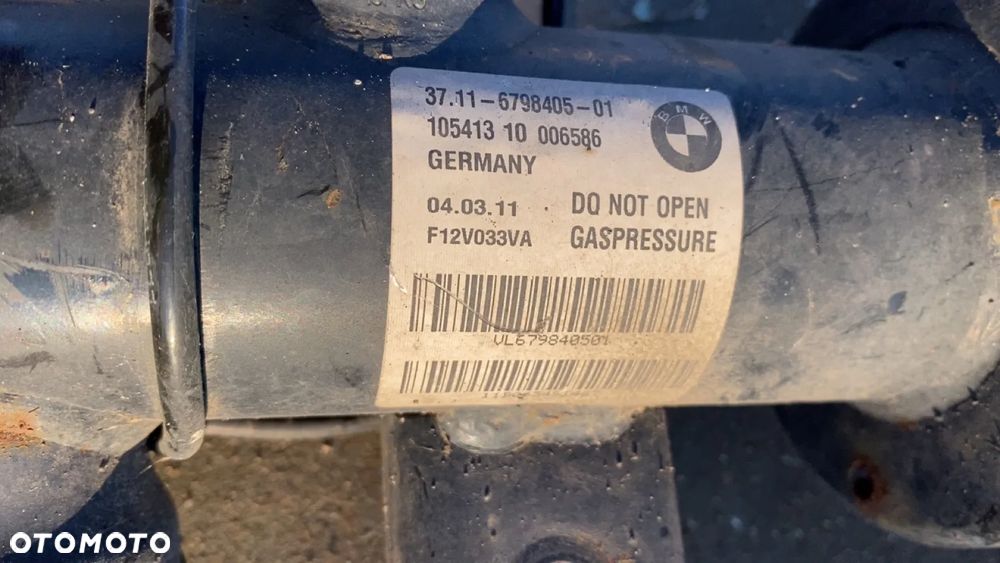 37.11-6798405-01
105413 10 006586
GERMANY
BMW
04.03.11 DO NOT OPEN
F12V033VA GASPRESSURE
VL679840501
OTOMOTO